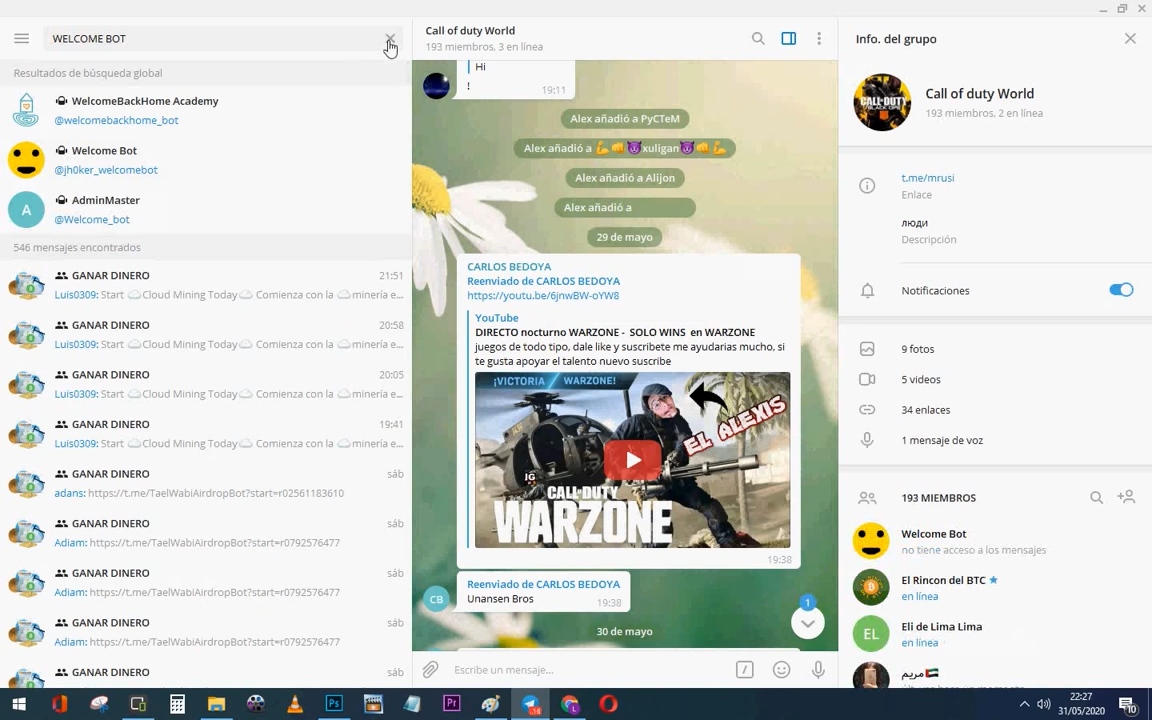 WELCOME BOT
Resultados de búsqueda global
WelcomeBackHome Academy
@welcomebackhome_bot
Welcome Bot
@jh0ker_welcomebot
A
AdminMaster
@Welcome_bot
546 mensajes encontrados
GANAR DINERO 21:51
Luis0309: Start ☁️Cloud Mining Today☁️ Comienza con la ☁️minería e...
GANAR DINERO 20:58
Luis0309: Start ☁️Cloud Mining Today☁️ Comienza con la ☁️minería e...
GANAR DINERO 20:05
Luis0309: Start ☁️Cloud Mining Today☁️ Comienza con la ☁️minería e...
GANAR DINERO 19:41
Luis0309: Start ☁️Cloud Mining Today☁️ Comienza con la ☁️minería e...
GANAR DINERO sáb
adans: https://t.me/TaelWabiAirdropBot?start=r02561183610
GANAR DINERO sáb
Adiam: https://t.me/TaelWabiAirdropBot?start=r0792576477
GANAR DINERO sáb
Adiam: https://t.me/TaelWabiAirdropBot?start=r0792576477
GANAR DINERO sáb
Adiam: https://t.me/TaelWabiAirdropBot?start=r0792576477
GANAR DINERO sáb
Call of duty World
193 miembros, 3 en línea
Hi
! 19:11
Alex añadió a PyCTeM
Alex añadió a 💪👊😈xuligan😈👊💪
Alex añadió a Alijon
Alex añadió a
29 de mayo
CARLOS BEDOYA
Reenviado de CARLOS BEDOYA
https://youtu.be/6jnwBW-oYW8
YouTube
DIRECTO nocturno WARZONE - SOLO WINS en WARZONE
juegos de todo tipo, dale like y suscribete me ayudarias mucho, si
te gusta apoyar el talento nuevo suscribe
¡VICTORIA WARZONE!
EL ALEXIS
JG
CALL OF DUTY
WARZONE
19:38
CB
Reenviado de CARLOS BEDOYA
Unansen Bros 19:38
1
30 de mayo
Escribe un mensaje...
Info. del grupo
CALL OF DUTY
Call of duty World
193 miembros, 2 en línea
t.me/mrusi
Enlace
люди
Descripción
Notificaciones
9 fotos
5 videos
34 enlaces
1 mensaje de voz
193 MIEMBROS
Welcome Bot
no tiene acceso a los mensajes
El Rincon del BTC
en línea
EL
Eli de Lima Lima
en línea
مريم🇦🇪
Ps
Pr
22:27
31/05/2020
10